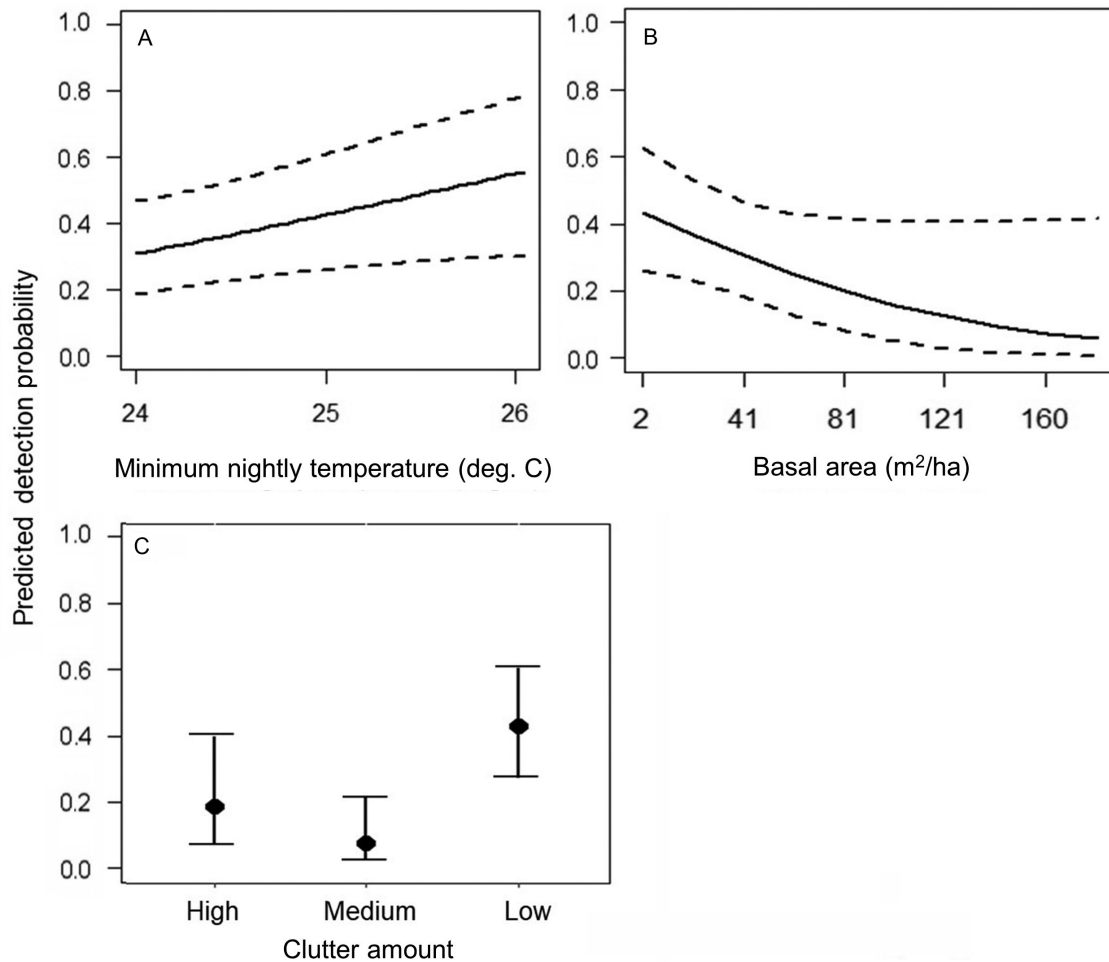 Predicted detection probability
A
1.0
0.8
0.6
0.4
0.2
0.0
24 25 26
Minimum nightly temperature (deg. C)
B
1.0
0.8
0.6
0.4
0.2
0.0
2 41 81 121 160
Basal area (m²/ha)
C
1.0
0.8
0.6
0.4
0.2
0.0
High Medium Low
Clutter amount